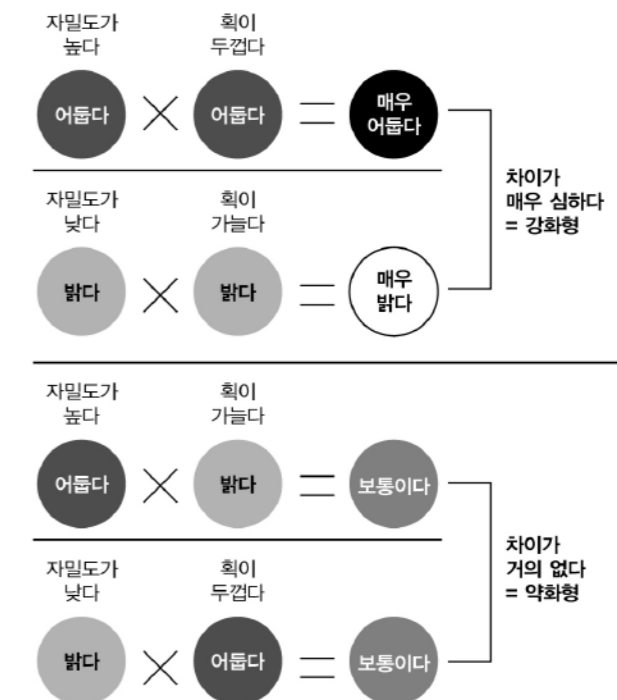 자밀도가
높다
획이
두껍다
어둡다
어둡다
매우
어둡다
자밀도가
낮다
획이
가늘다
밝다
밝다
매우
밝다
차이가
매우 심하다
= 강화형
자밀도가
높다
획이
가늘다
어둡다
밝다
보통이다
자밀도가
낮다
획이
두껍다
밝다
어둡다
보통이다
차이가
거의 없다
= 약화형